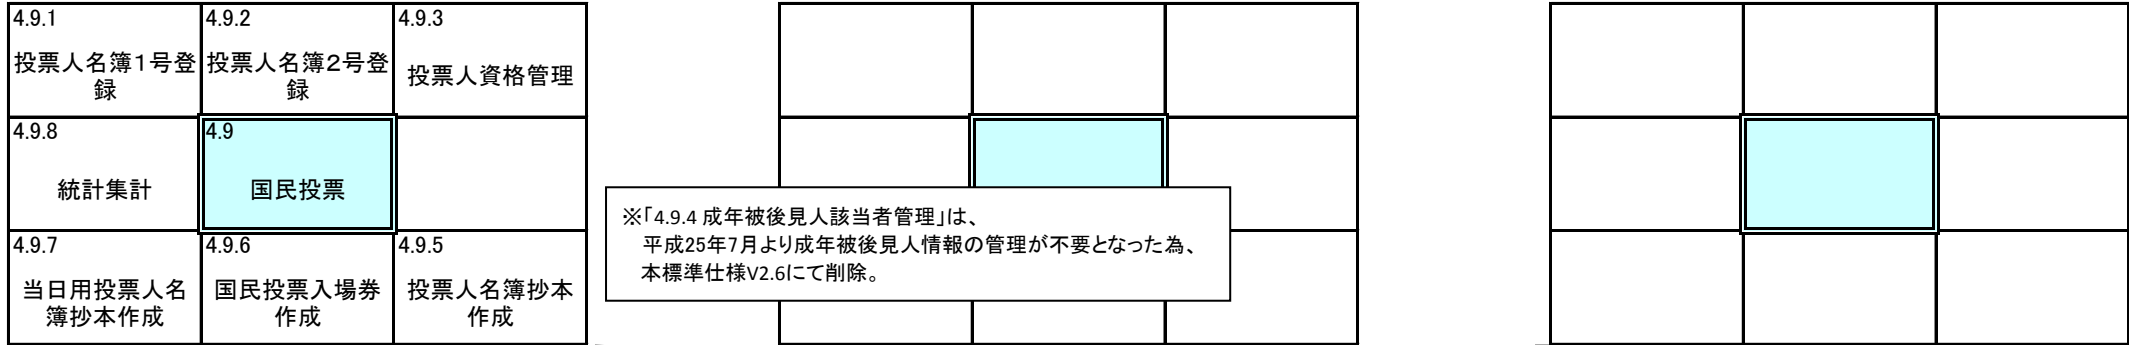 4.9.1
投票人名簿1号登
録
4.9.2
投票人名簿2号登
録
4.9.3
投票人資格管理
4.9.8
統計集計
4.9
国民投票
4.9.7
当日用投票人名
簿抄本作成
4.9.6
国民投票入場券
作成
4.9.5
投票人名簿抄本
作成
※「4.9.4 成年被後見人該当者管理」は、
平成25年7月より成年被後見人情報の管理が不要となった為、
本標準仕様V2.6にて削除。